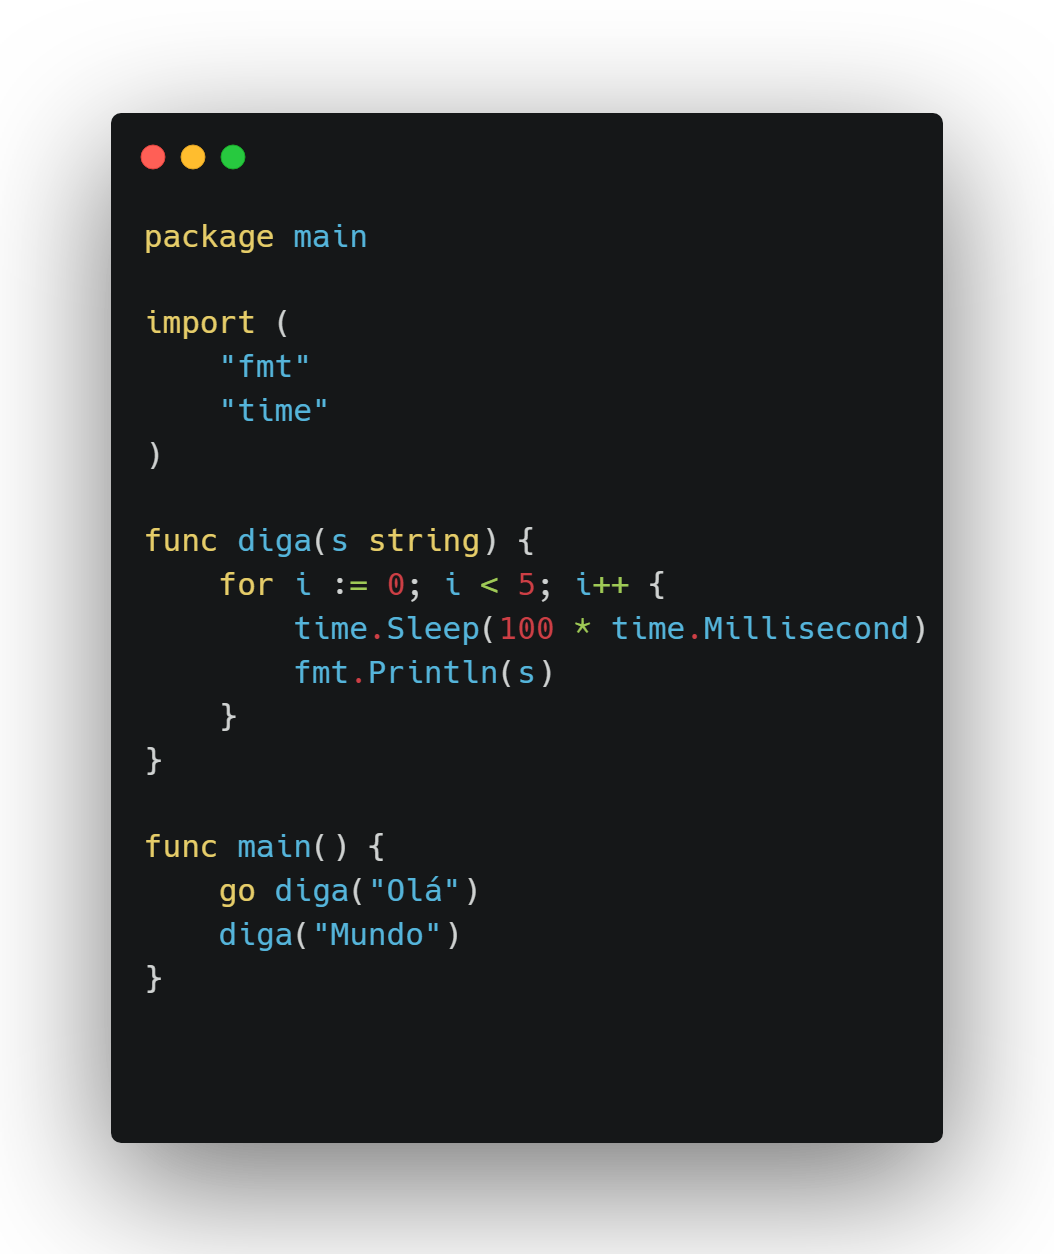 package main

import (
    "fmt"
    "time"
)

func diga(s string) {
    for i := 0; i < 5; i++ {
        time.Sleep(100 * time.Millisecond)
        fmt.Println(s)
    }
}

func main() {
    go diga("Olá")
    diga("Mundo")
}